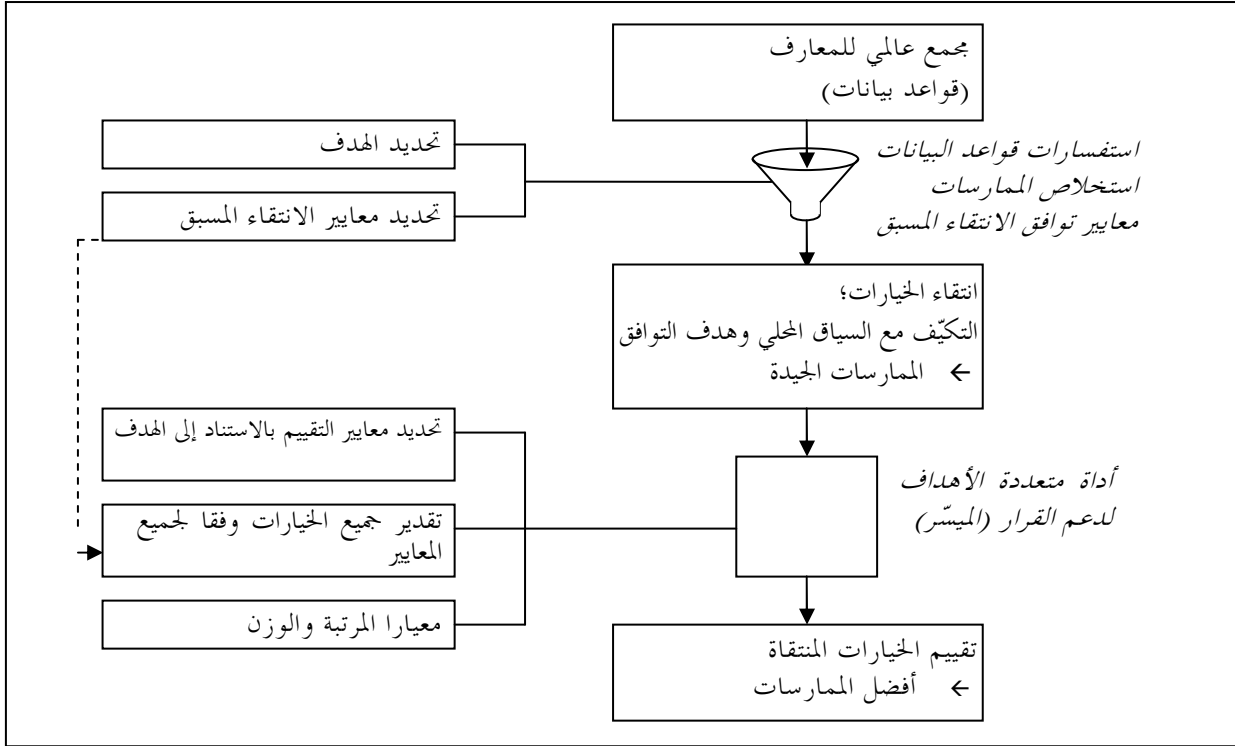 مجمع عالمي للمعارف
(قواعد بيانات)
استفسارات قواعد البيانات
استخلاص الممارسات
معايير توافق الانتقاء المسبق
تحديد الهدف
تحديد معايير الانتقاء المسبق
انتقاء الخيارات؛
التكيّف مع السياق المحلي وهدف التوافق
← الممارسات الجيدة
أداة متعددة الأهداف
لدعم القرار (الميسّر)
تحديد معايير التقييم بالاستناد إلى الهدف
تقدير جميع الخيارات وفقا لجميع
المعايير
معيارا المرتبة والوزن
تقييم الخيارات المنتقاة
← أفضل الممارسات